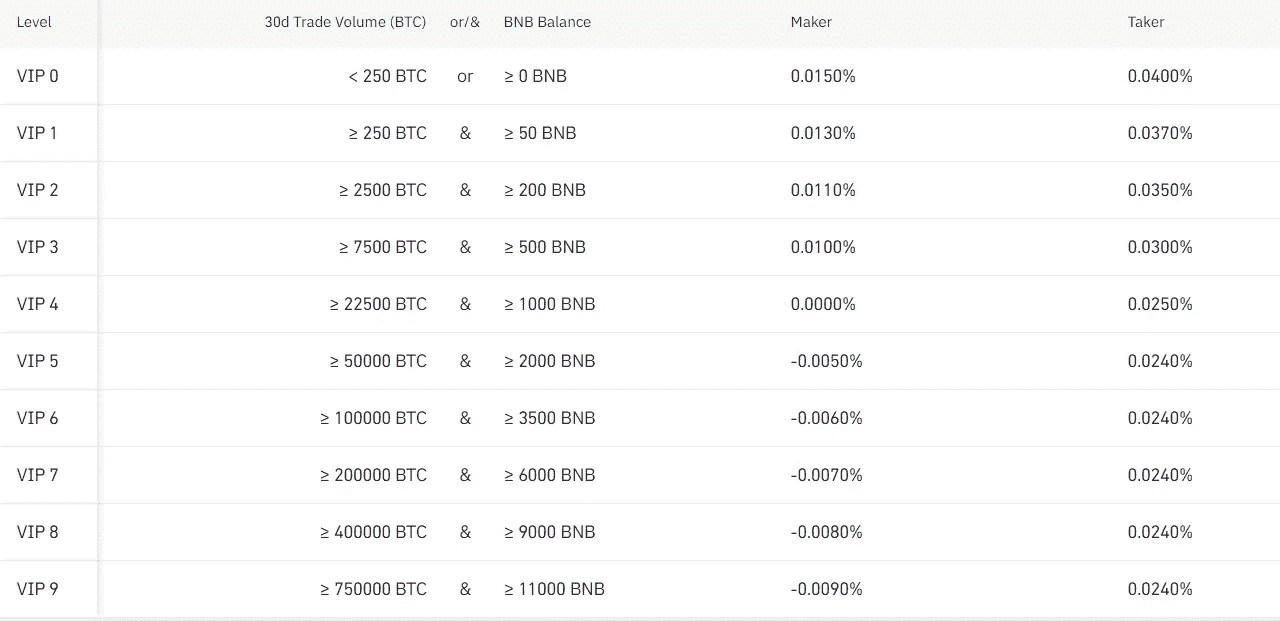 Level 30d Trade Volume (BTC) or/& BNB Balance Maker Taker
VIP 0 < 250 BTC or ≥ 0 BNB 0.0150% 0.0400%
VIP 1 ≥ 250 BTC & ≥ 50 BNB 0.0130% 0.0370%
VIP 2 ≥ 2500 BTC & ≥ 200 BNB 0.0110% 0.0350%
VIP 3 ≥ 7500 BTC & ≥ 500 BNB 0.0100% 0.0300%
VIP 4 ≥ 22500 BTC & ≥ 1000 BNB 0.0000% 0.0250%
VIP 5 ≥ 50000 BTC & ≥ 2000 BNB -0.0050% 0.0240%
VIP 6 ≥ 100000 BTC & ≥ 3500 BNB -0.0060% 0.0240%
VIP 7 ≥ 200000 BTC & ≥ 6000 BNB -0.0070% 0.0240%
VIP 8 ≥ 400000 BTC & ≥ 9000 BNB -0.0080% 0.0240%
VIP 9 ≥ 750000 BTC & ≥ 11000 BNB -0.0090% 0.0240%